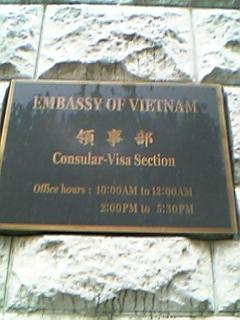 EMBASSY OF VIETNAM
領事部
Consular-Visa Section
Office hours : 10:00AM to 12:00AM
2:00PM to 5:30PM